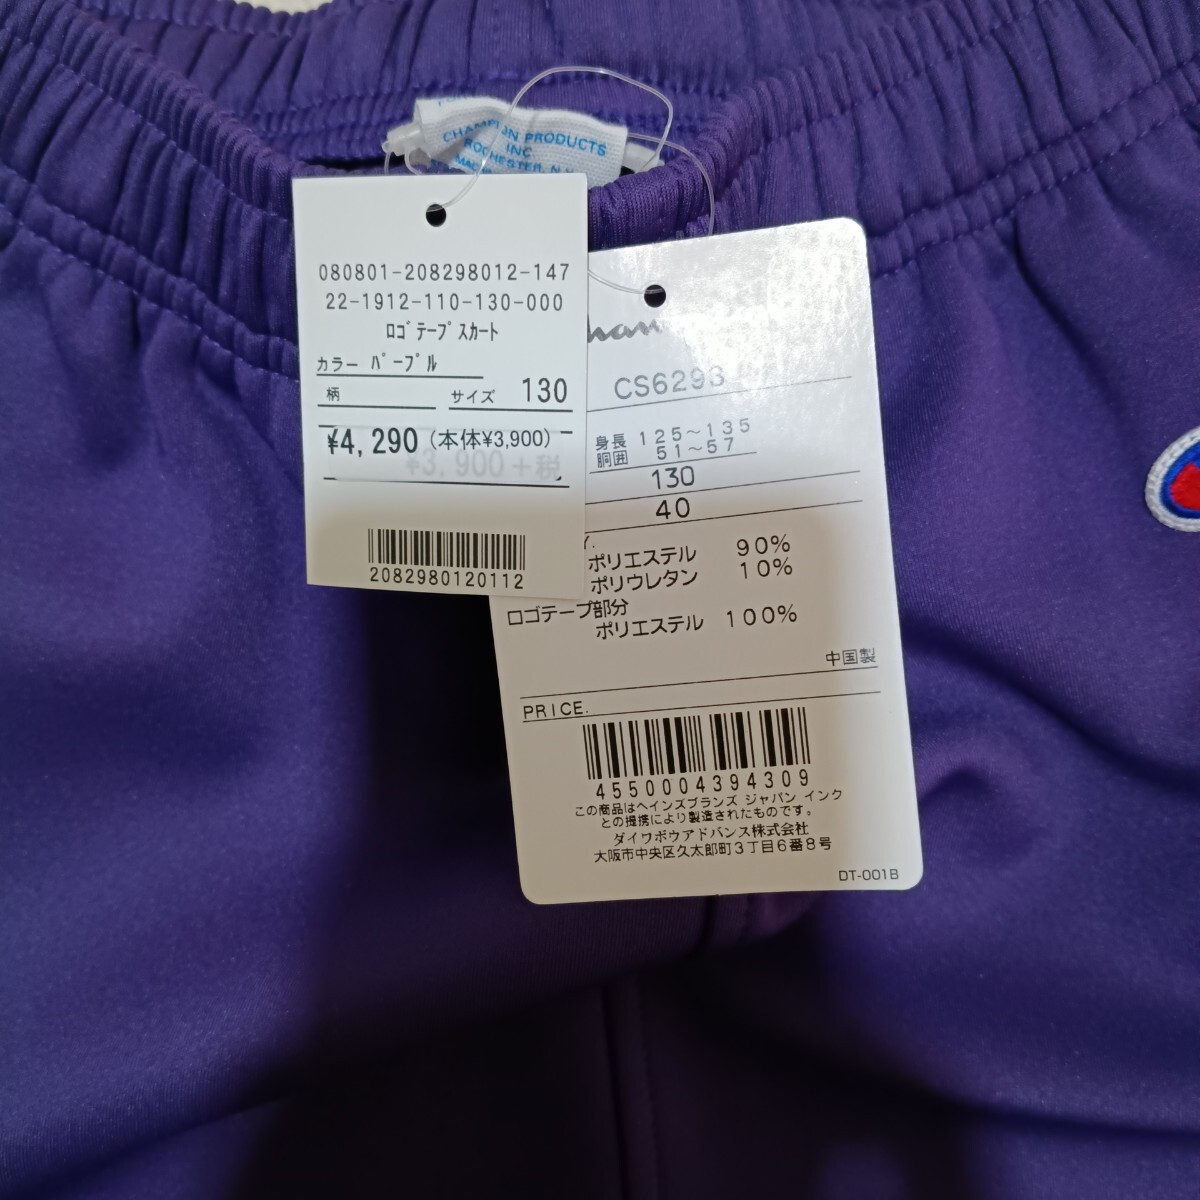 CHAMPION PRODUCTS
INC.
ROCHESTER, N.Y.
080801-208298012-147
22-1912-110-130-000
ﾛｺﾞﾃｰﾌﾟｽｶｰﾄ
カラー ﾊﾟｰﾌﾟﾙ
柄 サイズ 130
¥4,290(本体¥3,900)
¥3,900+税
2082980120112
CS6293
身長 125～135
胴囲 51～57
130
40
ポリエステル 90%
ポリウレタン 10%
ロゴテープ部分
ポリエステル 100%
中国製
PRICE.
4550004394309
この商品はヘインズブランズ ジャパン インク
との提携により製造されたものです。
ダイワボウアドバンス株式会社
大阪市中央区久太郎町3丁目6番8号
DT-001B